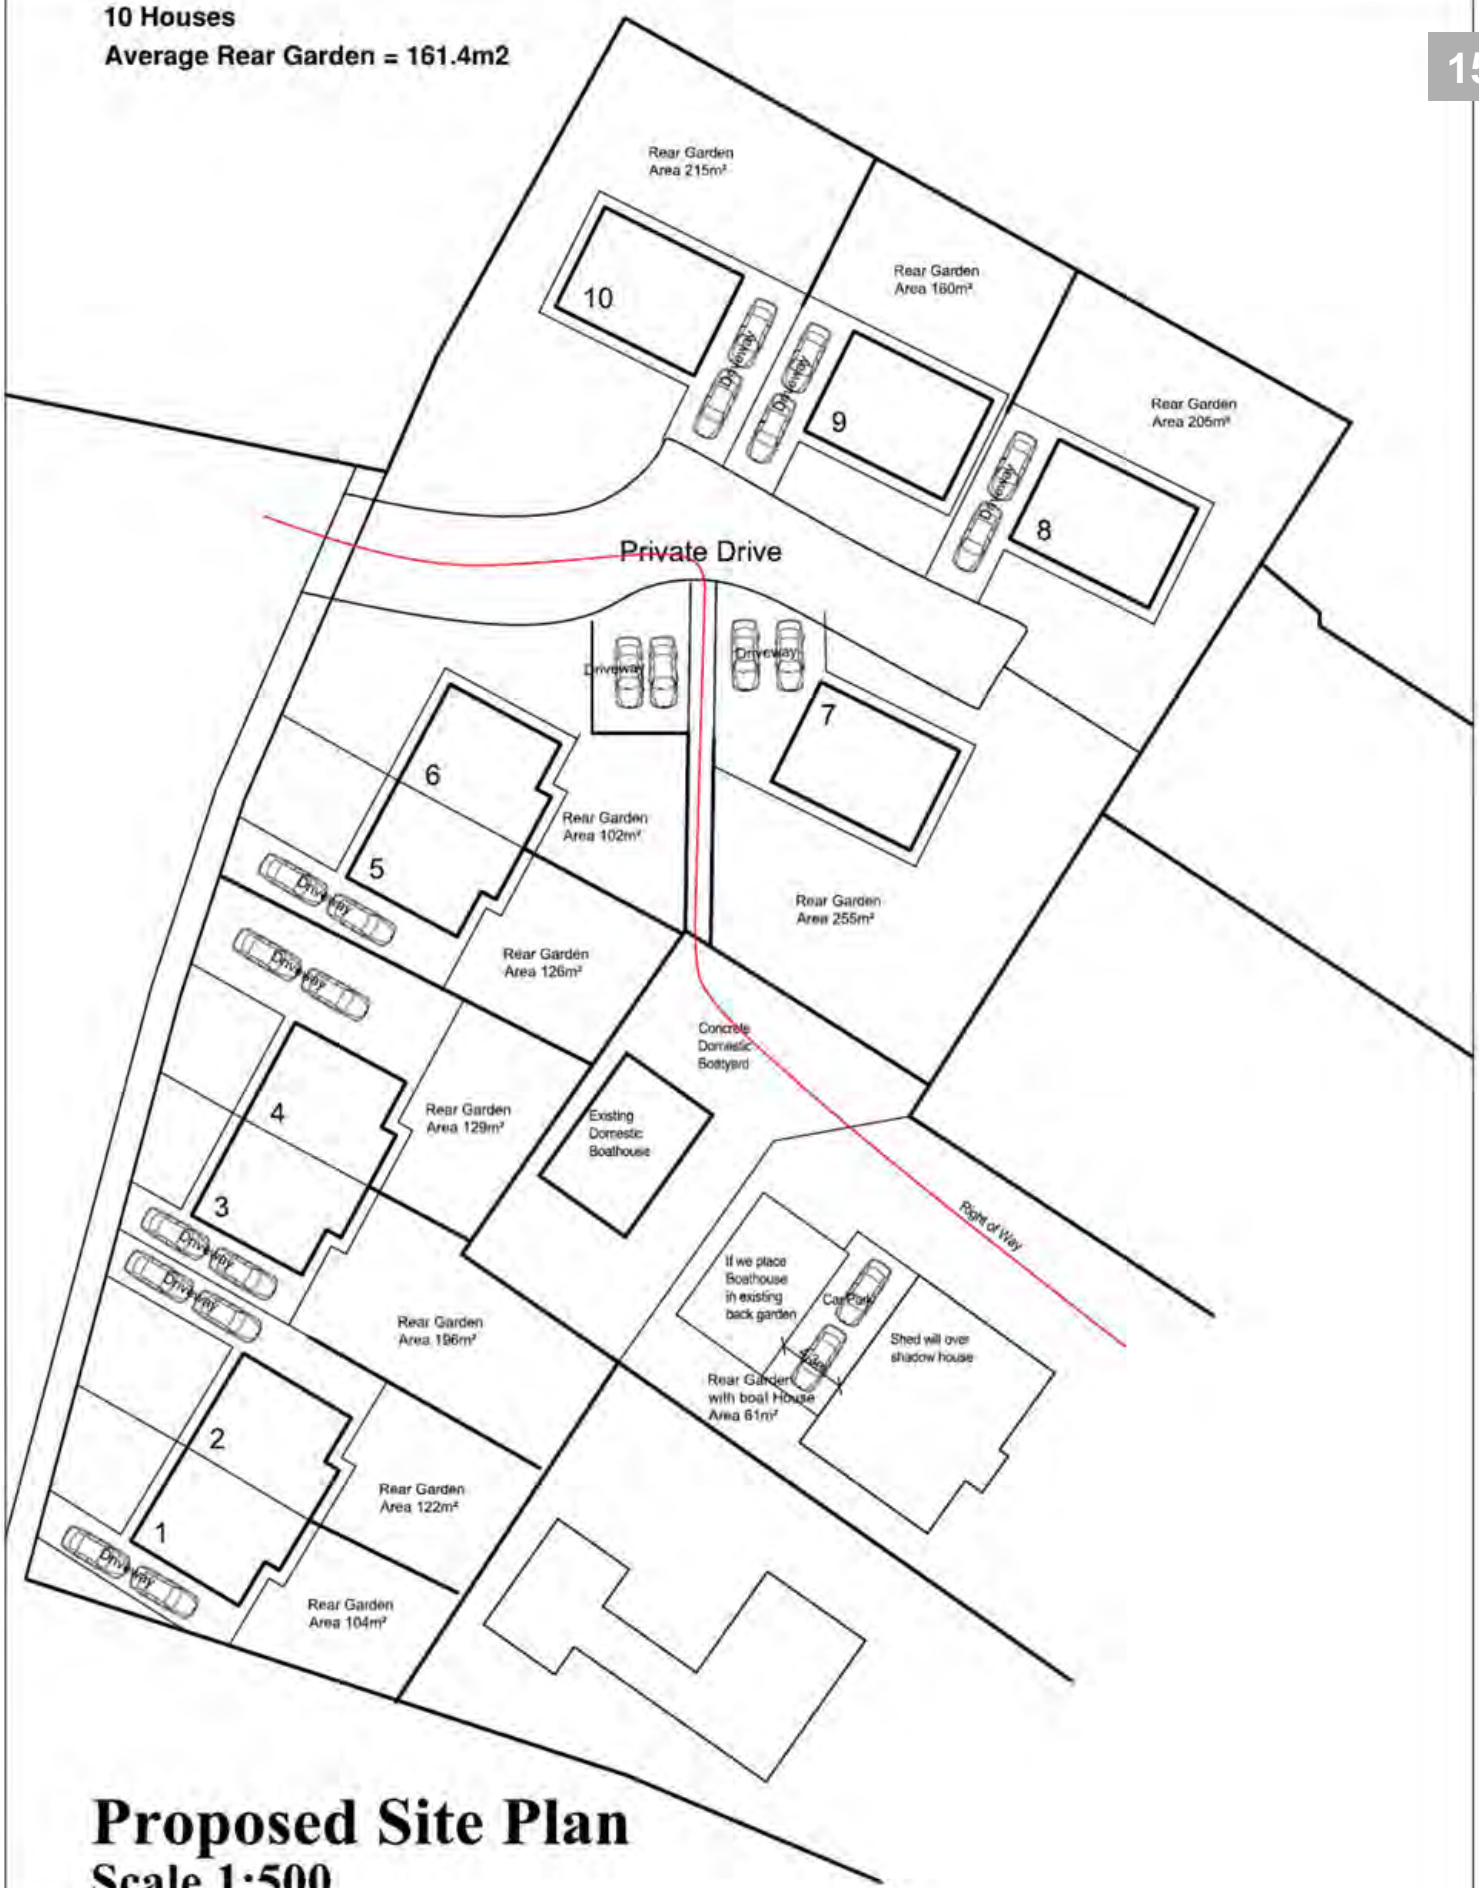 10 Houses
Average Rear Garden = 161.4m2
15
Rear Garden
Area 215m²
10
Driveway
Rear Garden
Area 160m²
Driveway
9
Rear Garden
Area 205m²
Driveway
8
Private Drive
Driveway
Driveway
7
6
Rear Garden
Area 102m²
5
Driveway
Rear Garden
Area 255m²
Driveway
Rear Garden
Area 126m²
Concrete
Domestic
Boatyard
4
Rear Garden
Area 129m²
Existing
Domestic
Boathouse
3
Driveway
Driveway
Right of Way
If we place
Boathouse
in existing
back garden
Car Park
Rear Garden
Area 196m²
Shed will over
shadow house
Rear Garden
with boat House
Area 61m²
2
Rear Garden
Area 122m²
1
Driveway
Rear Garden
Area 104m²
Proposed Site Plan
Scale 1:500